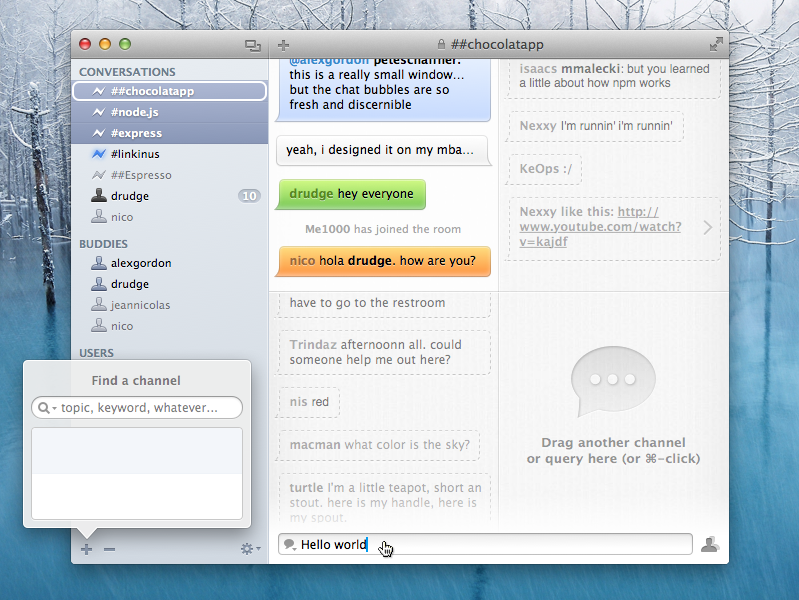 ##chocolatapp
CONVERSATIONS
##chocolatapp
#node.js
#express
#linkinus
##Espresso
drudge 10
nico
BUDDIES
alexgordon
drudge
jeannicolas
nico
USERS
Find a channel
topic, keyword, whatever...
@alexgordon peteschaffner:
this is a really small window...
but the chat bubbles are so
fresh and discernible
yeah, i designed it on my mba...
drudge hey everyone
Me1000 has joined the room
nico hola drudge. how are you?
isaacs mmalecki: but you learned
a little about how npm works
Nexxy I'm runnin' i'm runnin'
KeOps :/
Nexxy like this: http://
www.youtube.com/watch?
v=kajdf
have to go to the restroom
Trindaz afternoonn all. could
someone help me out here?
nis red
macman what color is the sky?
turtle I'm a little teapot, short an
stout. here is my handle, here is
my spout.
Drag another channel
or query here (or ⌘-click)
Hello world